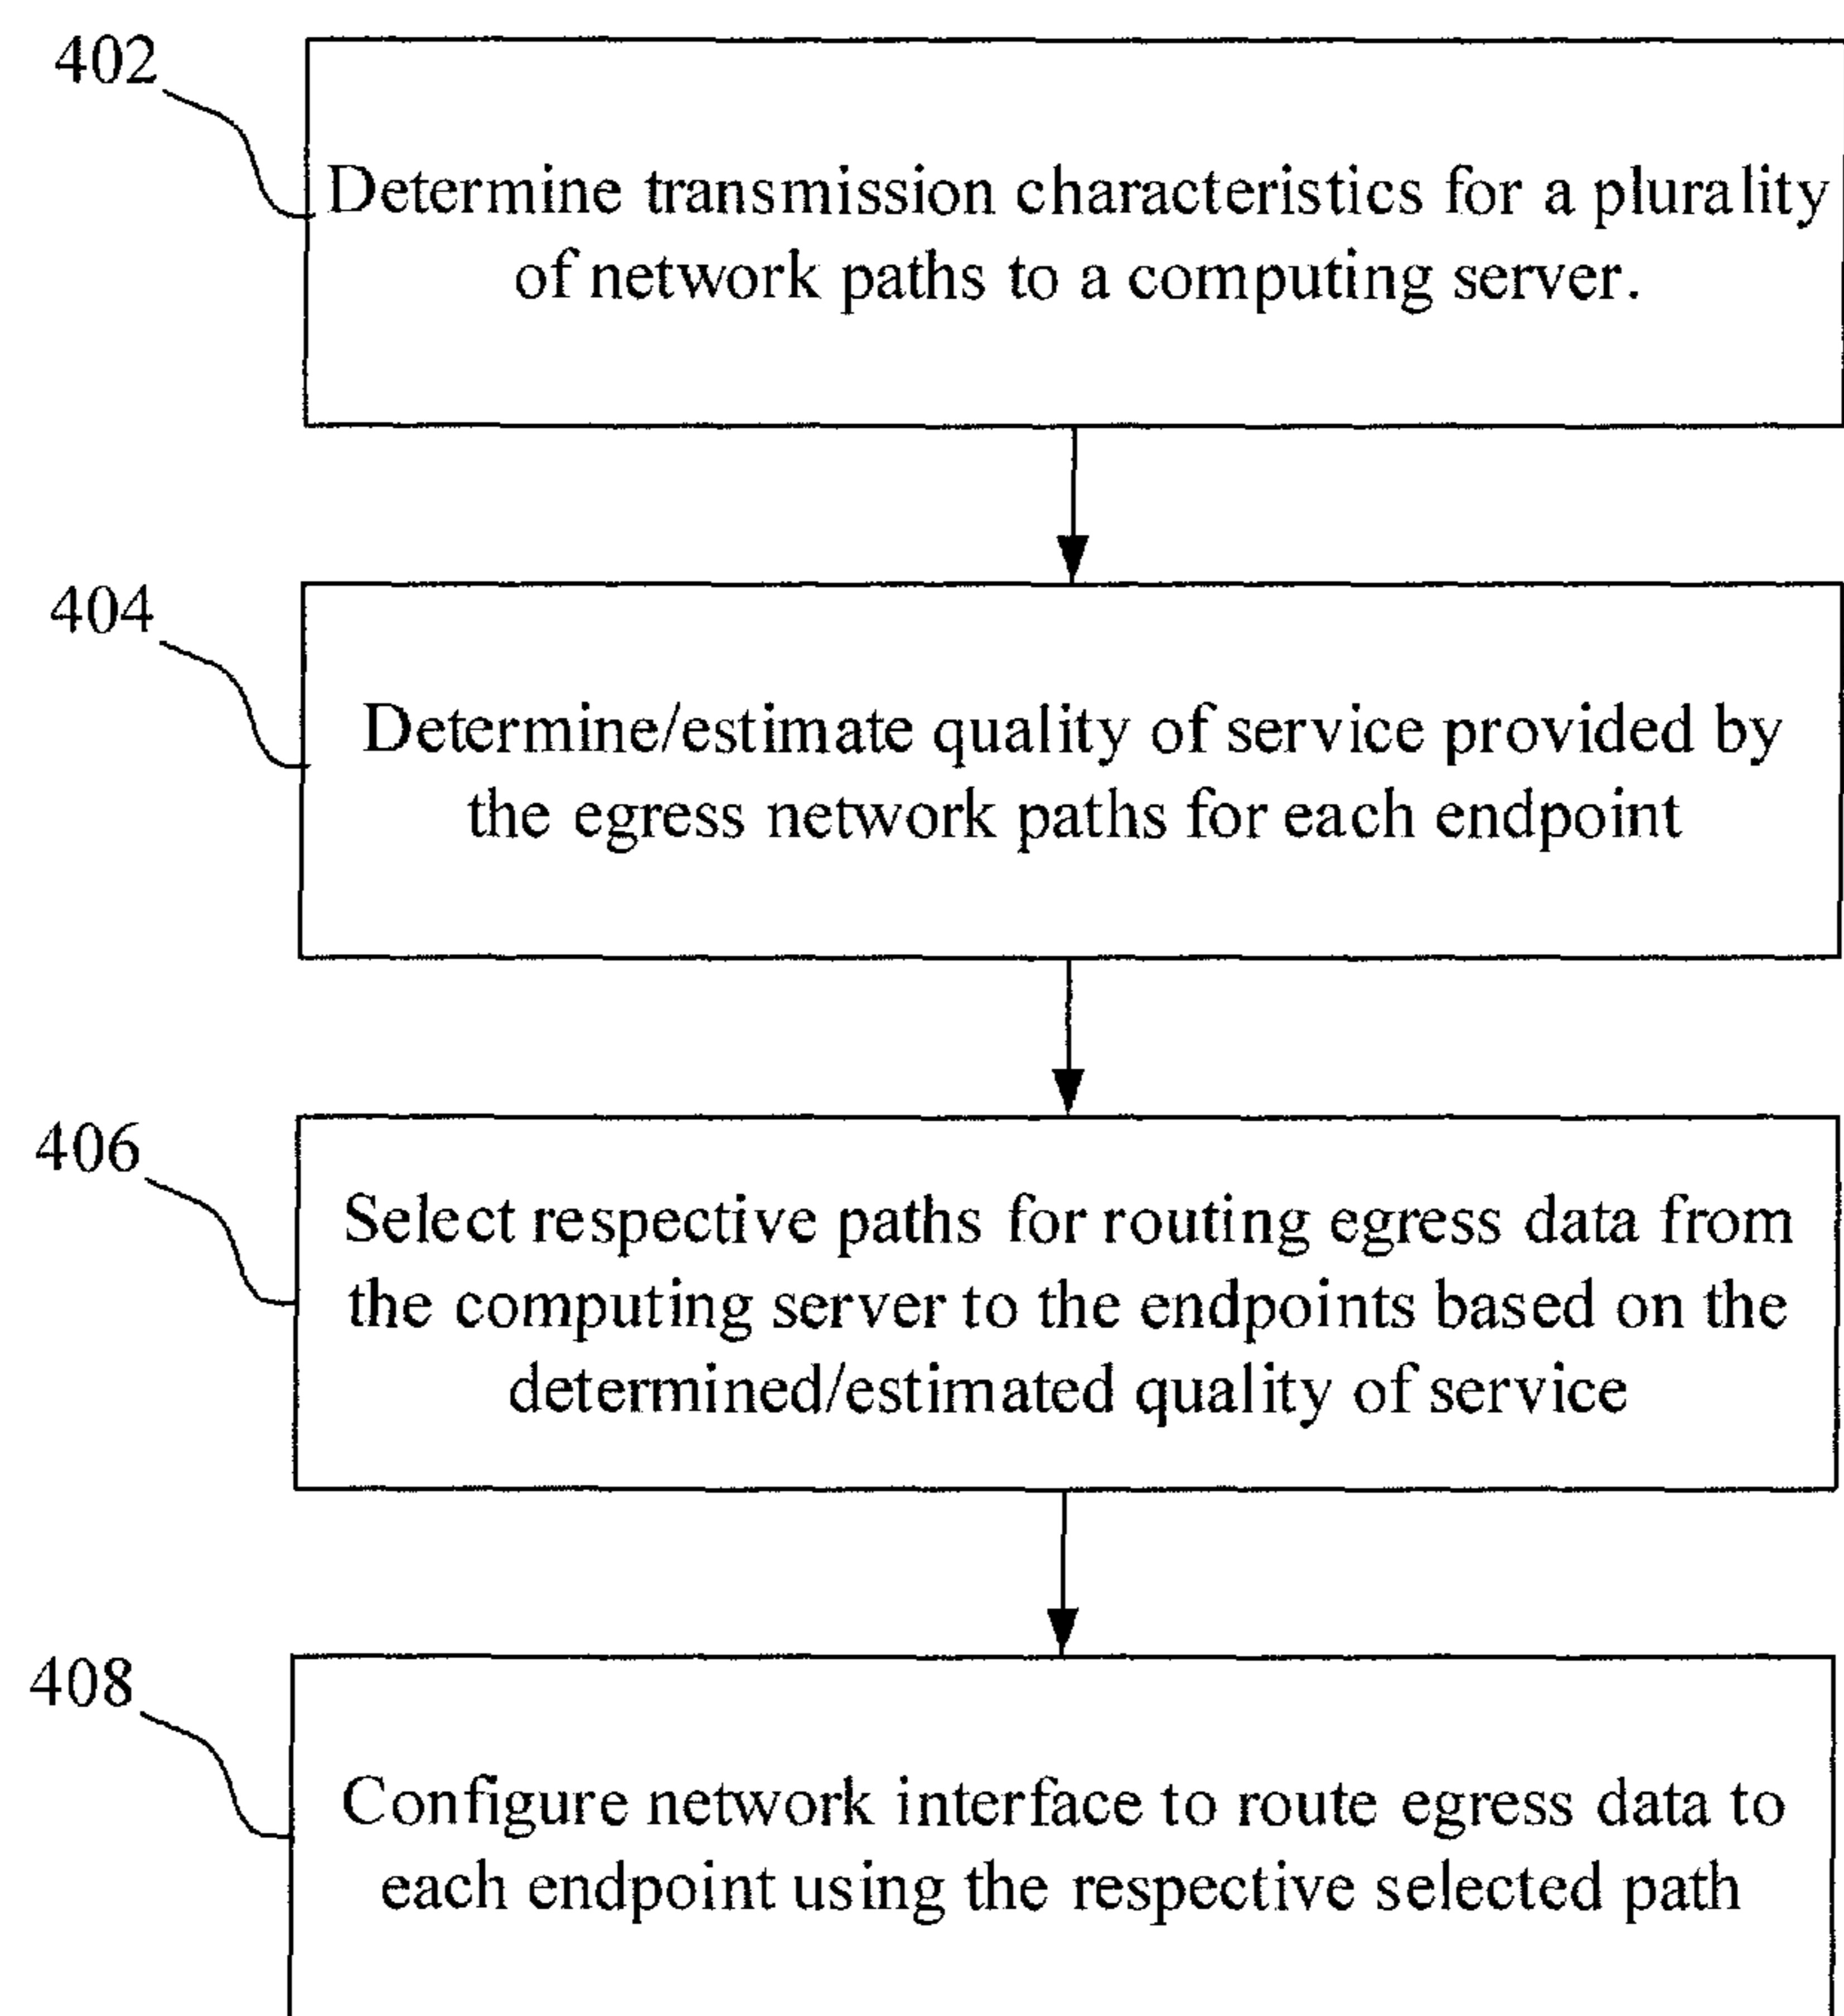 402
Determine transmission characteristics for a plurality
of network paths to a computing server.
404
Determine/estimate quality of service provided by
the egress network paths for each endpoint
406
Select respective paths for routing egress data from
the computing server to the endpoints based on the
determined/estimated quality of service
408
Configure network interface to route egress data to
each endpoint using the respective selected path